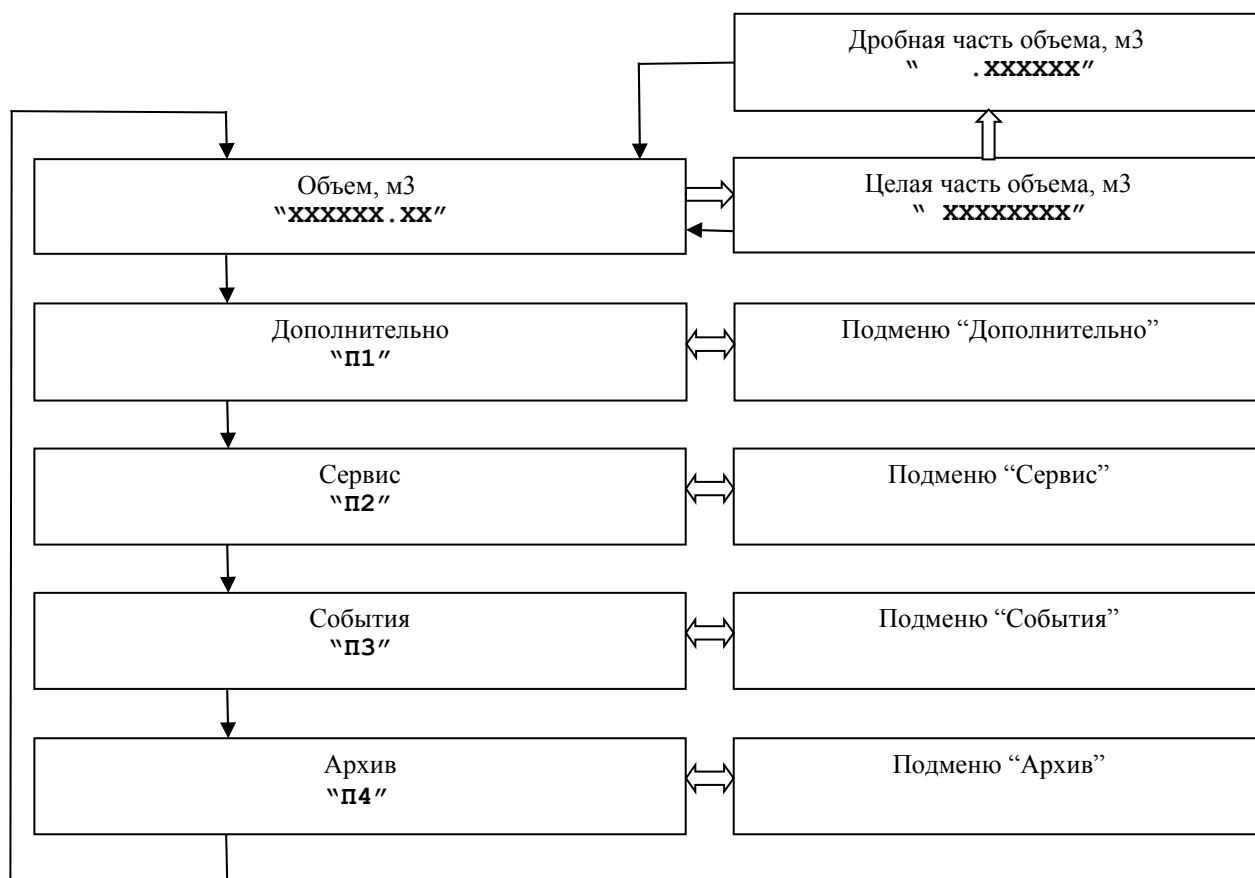 Дробная часть объема, м3
“   .XXXXXX”
Объем, м3
“XXXXXX.XX”
Целая часть объема, м3
“ XXXXXXXX”
Дополнительно
“П1”
Подменю “Дополнительно”
Сервис
“П2”
Подменю “Сервис”
События
“П3”
Подменю “События”
Архив
“П4”
Подменю “Архив”